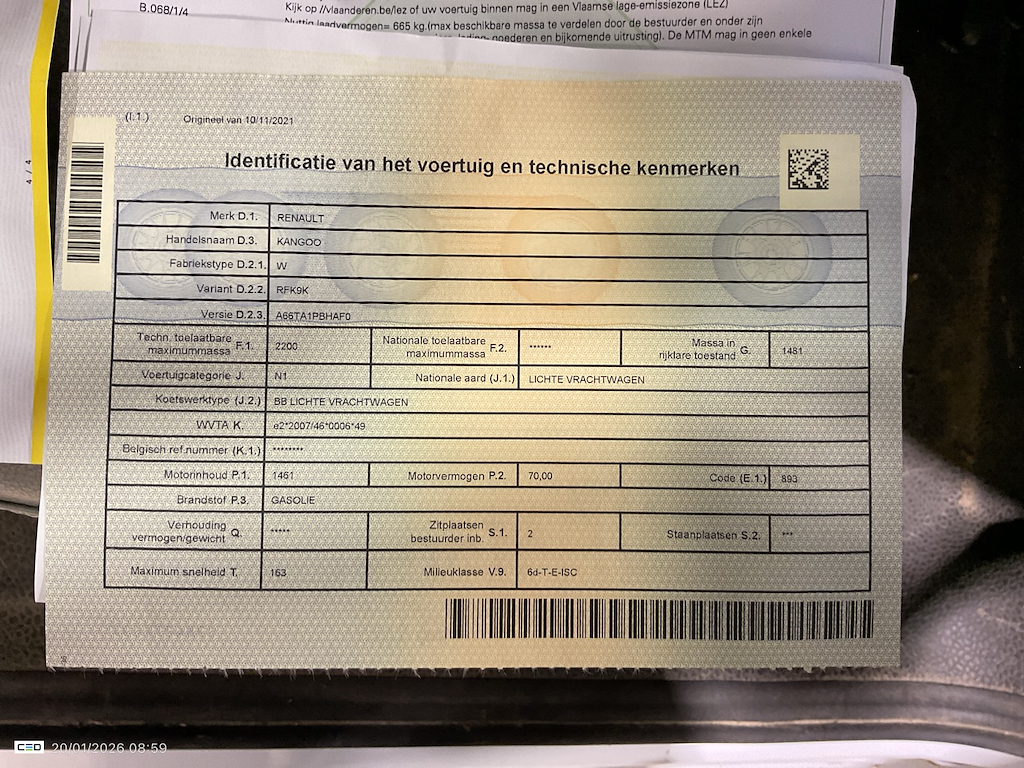 B.068/1/4
Kijk op //vlaanderen.be/lez of uw voertuig binnen mag in een Vlaamse lage-emissiezone (LEZ)
Nuttig laadvermogen= 665 kg.(max beschikbare massa te verdelen door de bestuurder en onder zijn
goederen en bijkomende uitrusting). De MTM mag in geen enkele
4 / 4
(I.1.) Origineel van 10/11/2021
Identificatie van het voertuig en technische kenmerken
Merk D.1. RENAULT
Handelsnaam D.3. KANGOO
Fabriekstype D.2.1. W
Variant D.2.2. RFK9K
Versie D.2.3. A66TA1PBHAF0
Techn. toelaatbare maximummassa F.1. 2200 Nationale toelaatbare maximummassa F.2. ****** Massa in rijklare toestand G. 1481
Voertuigcategorie J. N1 Nationale aard (J.1.) LICHTE VRACHTWAGEN
Koetswerktype (J.2.) BB LICHTE VRACHTWAGEN
WVTA K. e2*2007/46*0006*49
Belgisch ref.nummer (K.1.) ********
Motorinhoud P.1. 1461 Motorvermogen P.2. 70,00 Code (E.1.) 893
Brandstof P.3. GASOLIE
Verhouding vermogen/gewicht Q. ***** Zitplaatsen bestuurder inb. S.1. 2 Staanplaatsen S.2. ***
Maximum snelheid T. 163 Milieuklasse V.9. 6d-T-E-ISC
20/01/2026 08:59